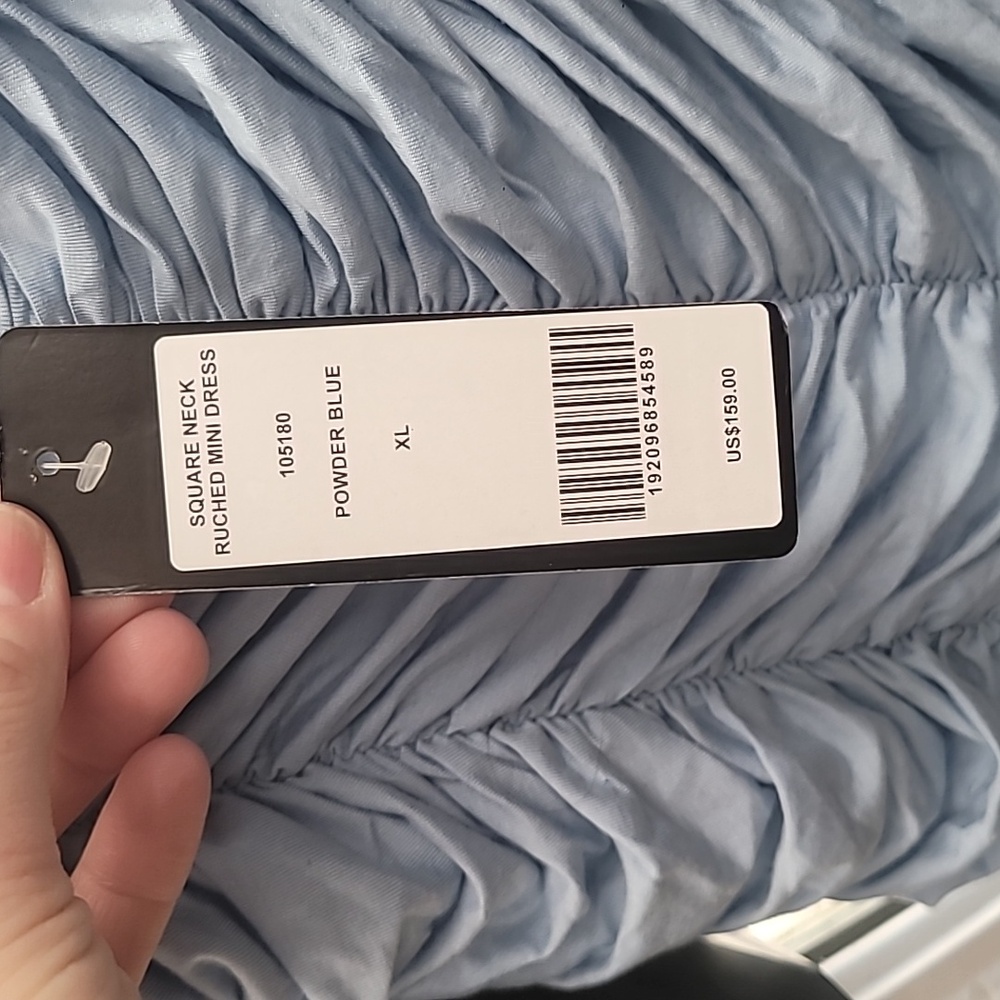 SQUARE NECK
RUCHED MINI DRESS
105180
POWDER BLUE
XL
192096854589
US$159.00